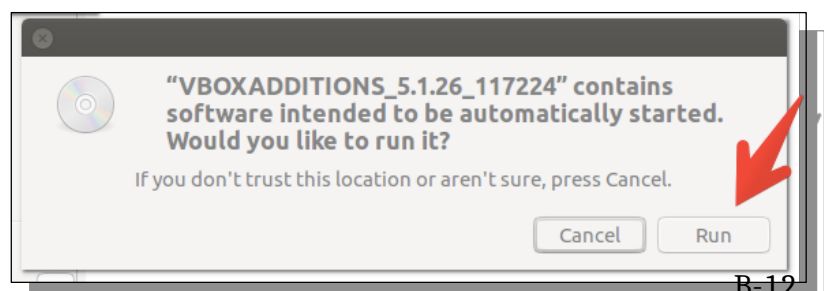 “VBOXADDITIONS_5.1.26_117224” contains
software intended to be automatically started.
Would you like to run it?
If you don't trust this location or aren't sure, press Cancel.
Cancel Run
B-12